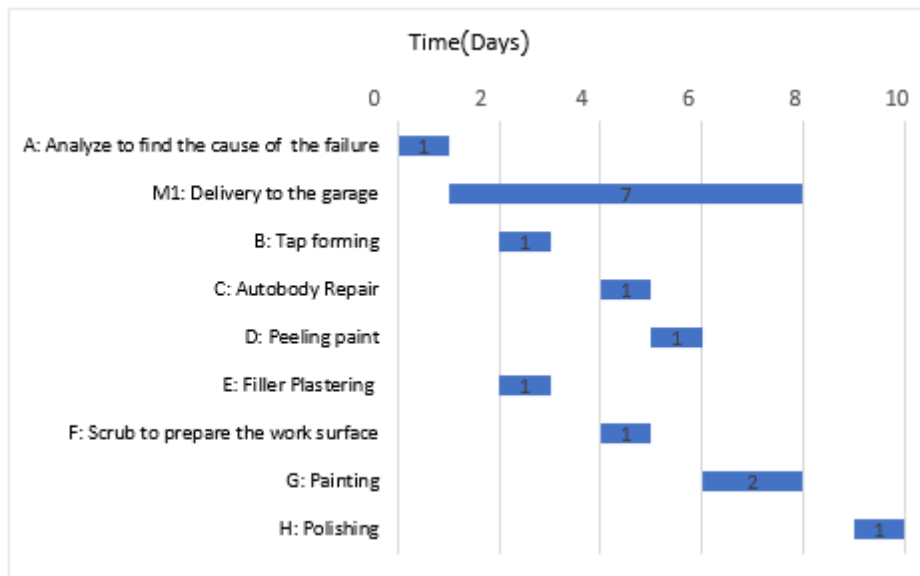 Time(Days)
0 2 4 6 8 10
A: Analyze to find the cause of the failure 1
M1: Delivery to the garage 7
B: Tap forming 1
C: Autobody Repair 1
D: Peeling paint 1
E: Filler Plastering 1
F: Scrub to prepare the work surface 1
G: Painting 2
H: Polishing 1